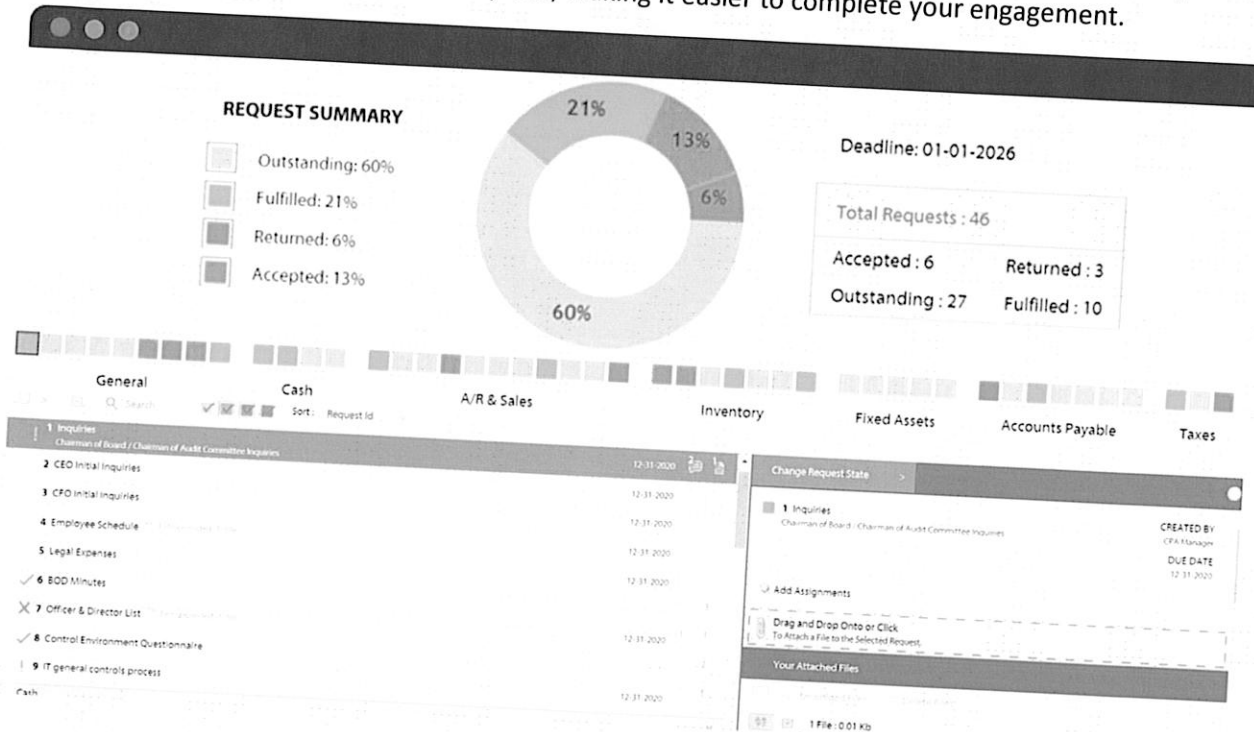 it easier to complete your engagement.
REQUEST SUMMARY
Outstanding: 60%
Fulfilled: 21%
Returned: 6%
Accepted: 13%
21%
13%
6%
60%
Deadline: 01-01-2026
Total Requests : 46
Accepted : 6 Returned : 3
Outstanding : 27 Fulfilled : 10
General Cash A/R & Sales Inventory Fixed Assets Accounts Payable Taxes
Search Sort : Request Id
1 Inquiries
Chairman of Board / Chairman of Audit Committee Inquiries 12-31-2020 2 1
2 CEO Initial Inquiries 12-31-2020
3 CFO Initial Inquiries 12-31-2020
4 Employee Schedule
5 Legal Expenses 12-31-2020
6 BOD Minutes
7 Officer & Director List
8 Control Environment Questionnaire 12-31-2020
9 IT general controls process
Cash 12-31-2020
Change Request State >
1 Inquiries
Chairman of Board / Chairman of Audit Committee Inquiries
CREATED BY
CPA Manager
DUE DATE
12-31-2020
Add Assignments
Drag and Drop Onto or Click
To Attach a File to the Selected Request.
Your Attached Files
1 File : 0.01 Kb